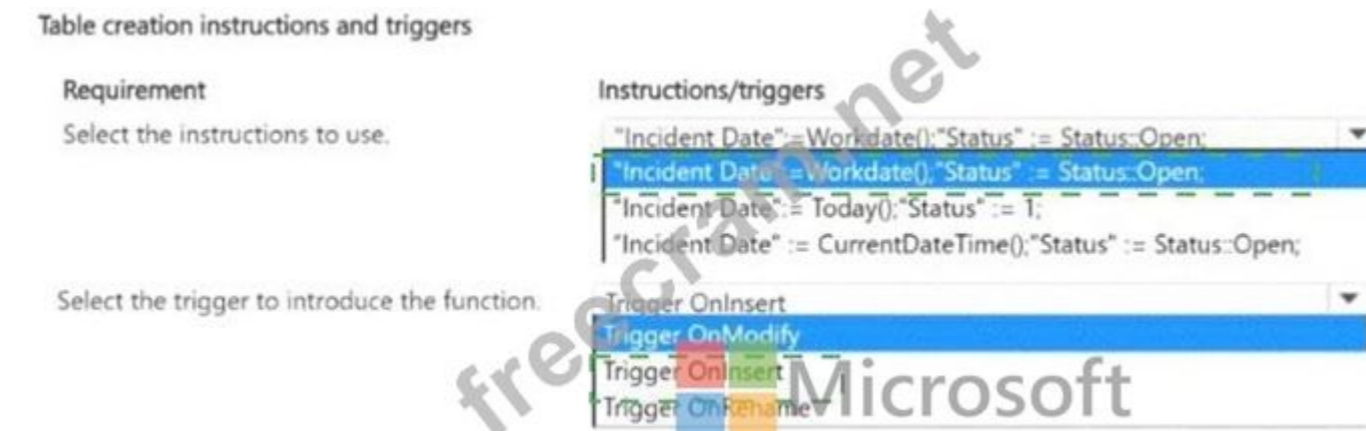 Table creation instructions and triggers
Requirement Instructions/triggers
Select the instructions to use. "Incident Date":=Workdate();"Status" := Status::Open;
"Incident Date":=Workdate();"Status" := Status::Open;
"Incident Date":= Today();"Status" := 1;
"Incident Date" := CurrentDateTime();"Status" := Status::Open;
Select the trigger to introduce the function. Trigger OnInsert
Trigger OnModify
Trigger OnInsert
Trigger OnRename
Microsoft
freecram.net